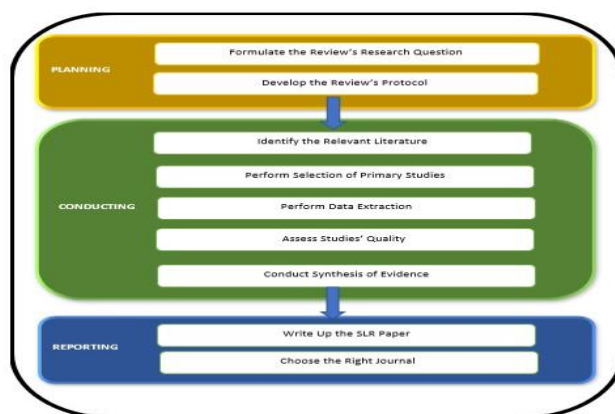 PLANNING
Formulate the Review's Research Question
Develop the Review's Protocol
CONDUCTING
Identify the Relevant Literature
Perform Selection of Primary Studies
Perform Data Extraction
Assess Studies' Quality
Conduct Synthesis of Evidence
REPORTING
Write Up the SLR Paper
Choose the Right Journal